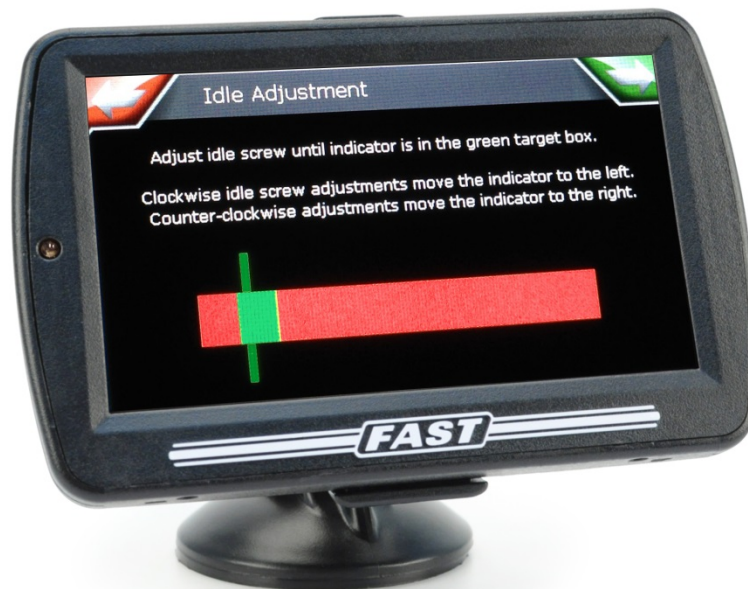 Idle Adjustment
Adjust idle screw until indicator is in the green target box.
Clockwise idle screw adjustments move the indicator to the left.
Counter-clockwise adjustments move the indicator to the right.
FAST